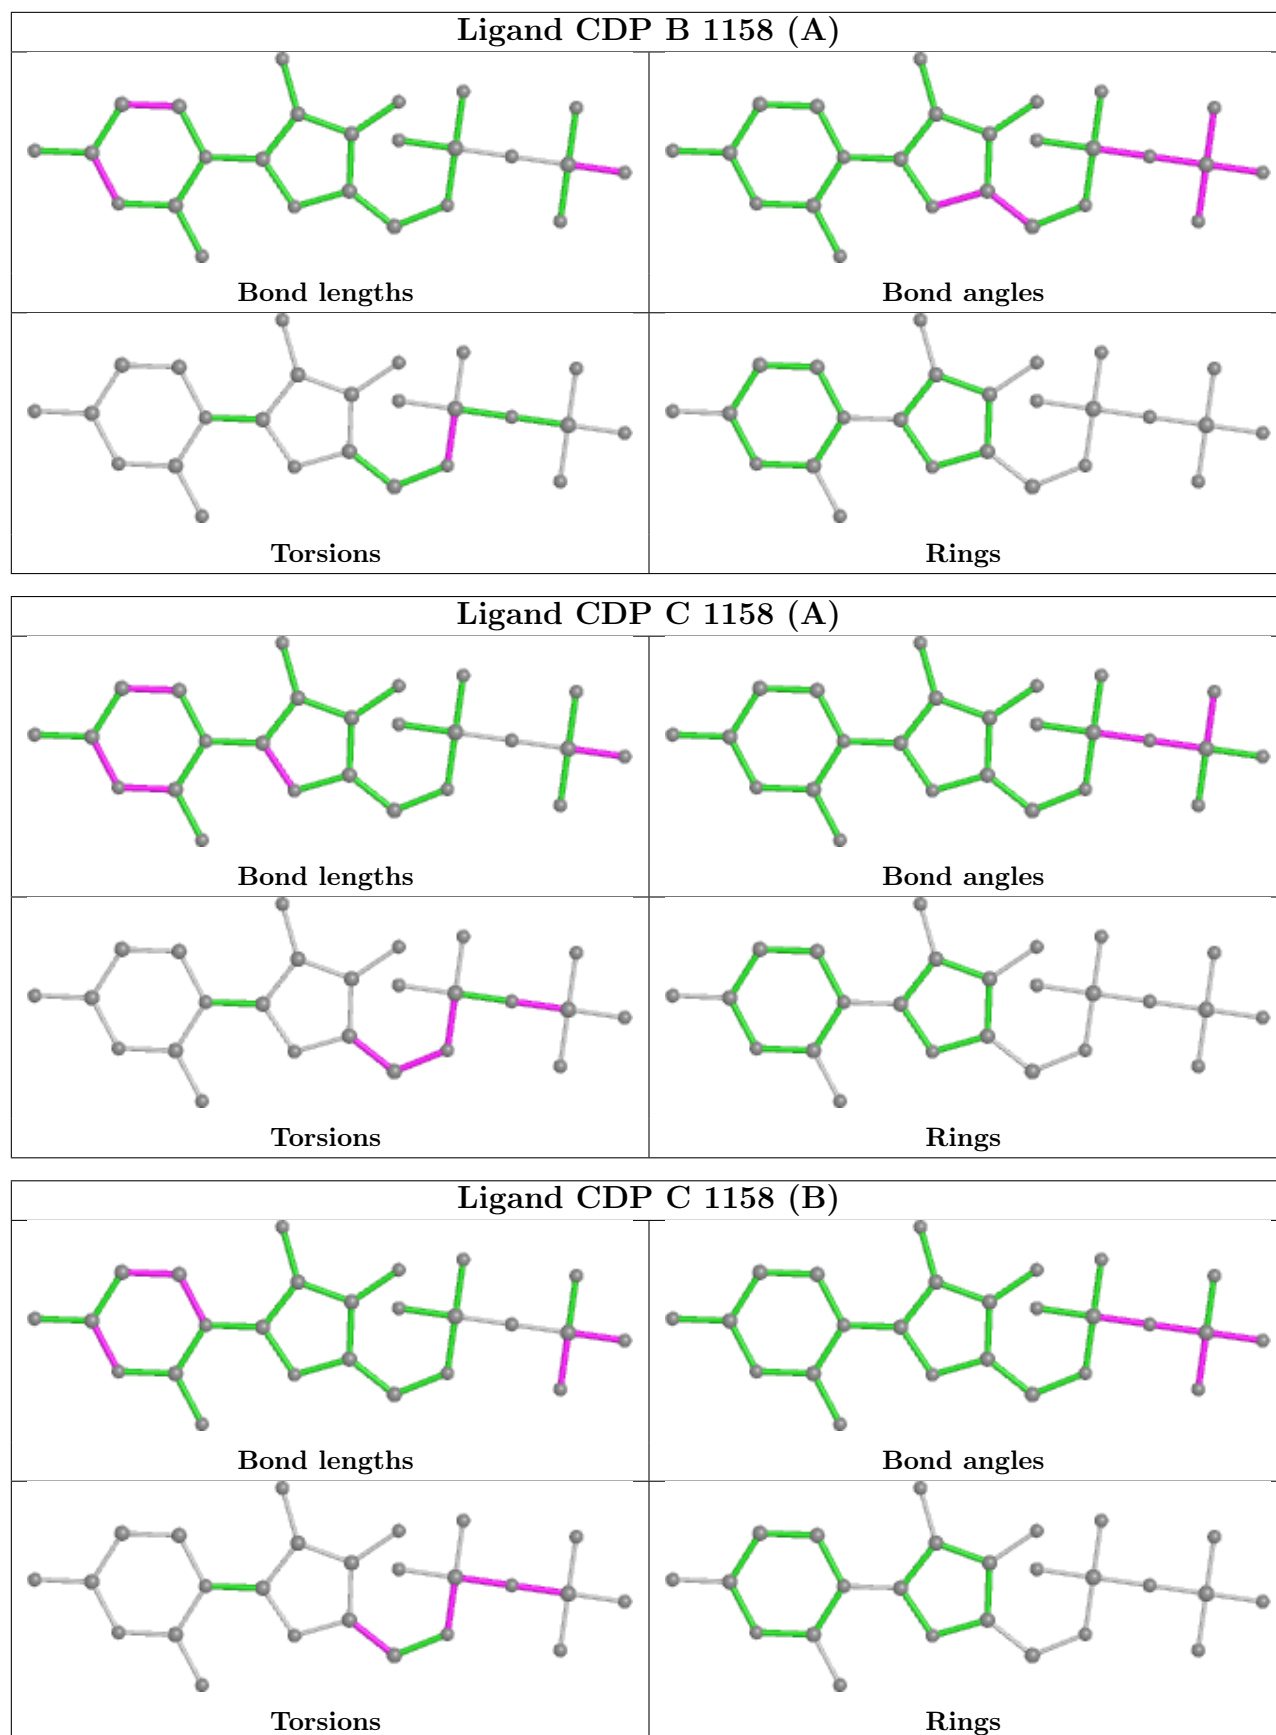 Ligand CDP B 1158 (A)
Bond lengths
Bond angles
Torsions
Rings
Ligand CDP C 1158 (A)
Bond lengths
Bond angles
Torsions
Rings
Ligand CDP C 1158 (B)
Bond lengths
Bond angles
Torsions
Rings